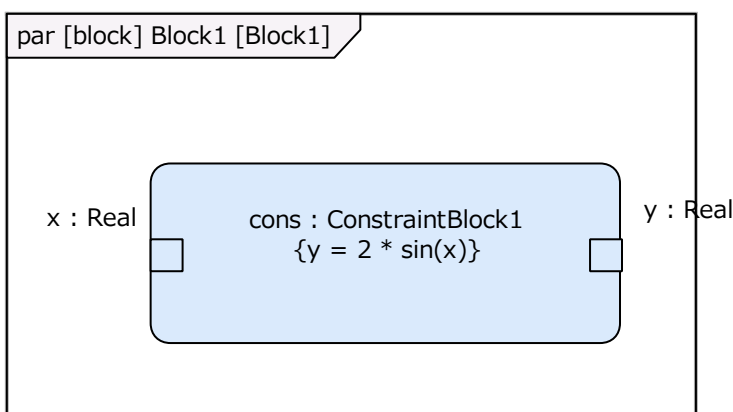 par [block] Block1 [Block1]
x : Real
cons : ConstraintBlock1
{y = 2 * sin(x)}
y : Real